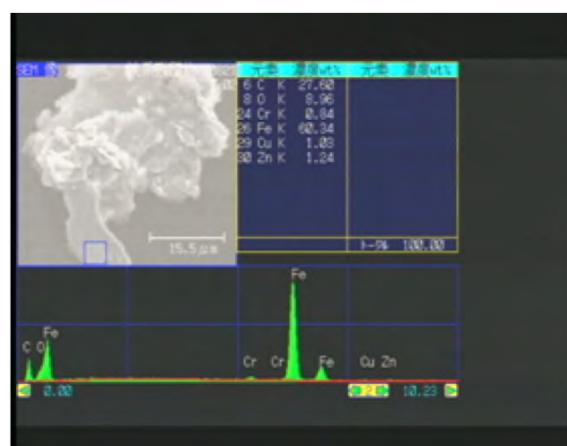 SEM 像
元素 濃度wt% 元素 濃度wt%
6 C K 27.60
8 O K 8.96
24 Cr K 0.84
26 Fe K 60.34
29 Cu K 1.03
30 Zn K 1.24
15.5μm
トータル 100.00
Fe
Fe
C O
Cr Cr Fe Cu Zn
0.00 2 10.23